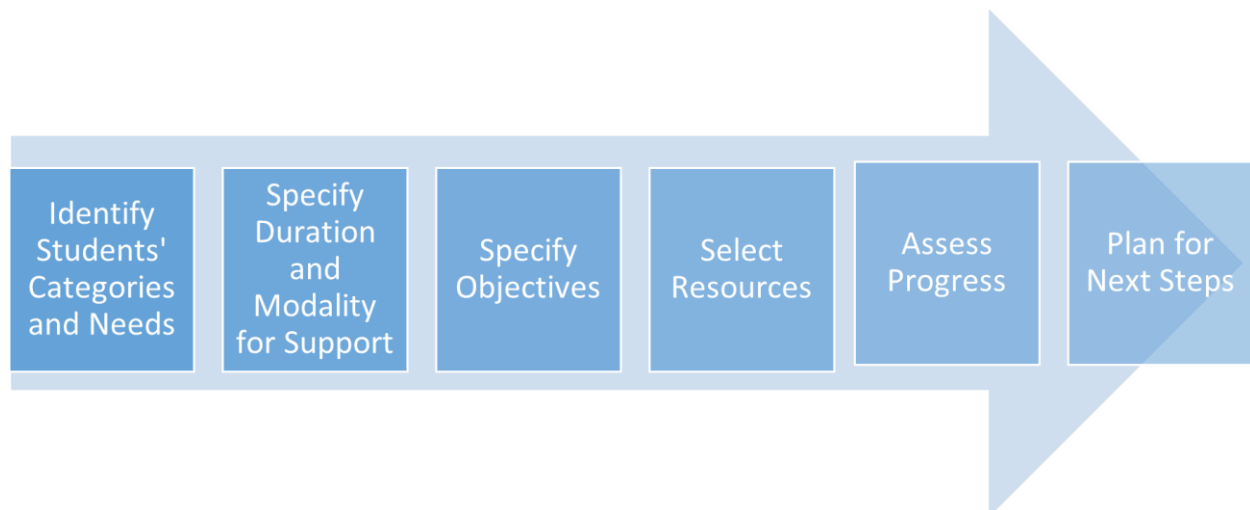 Identify
Students'
Categories
and Needs
Specify
Duration
and
Modality
for Support
Specify
Objectives
Select
Resources
Assess
Progress
Plan for
Next Steps